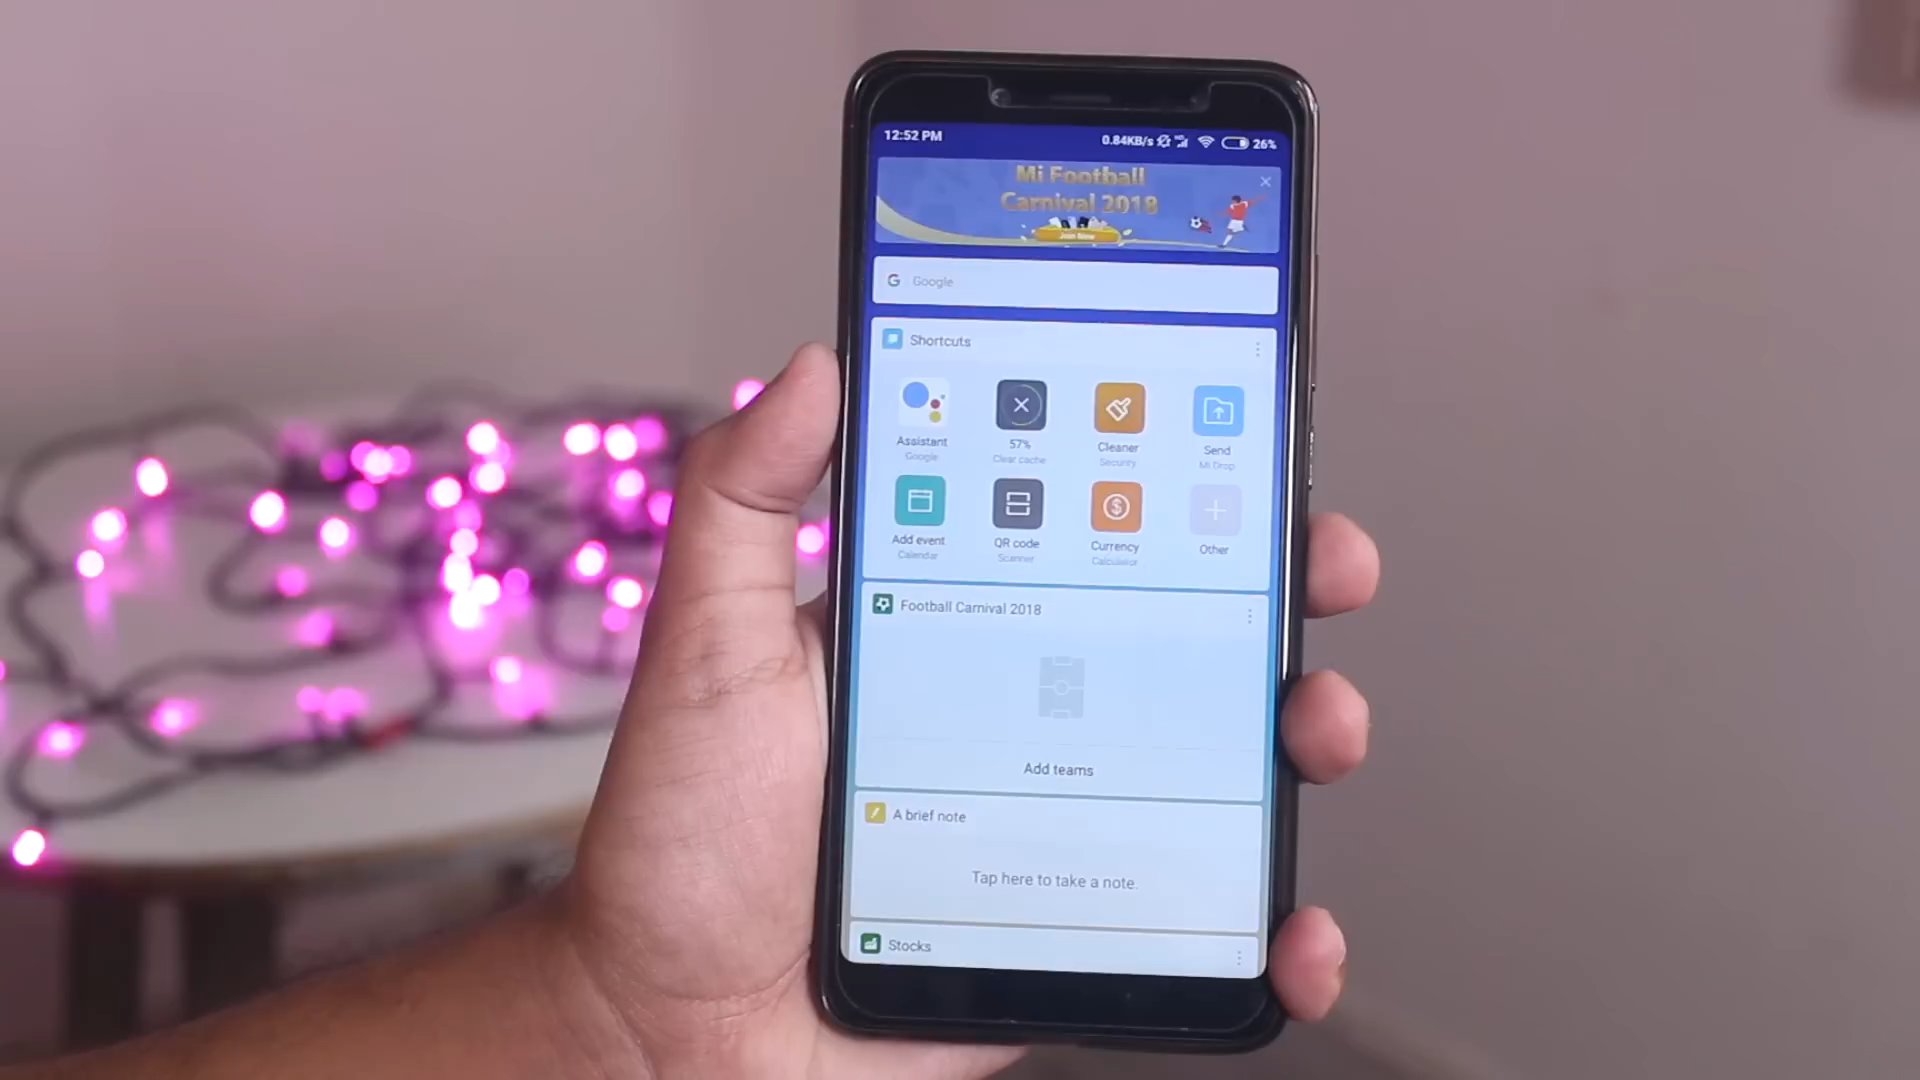 12:52 PM
0.84KB/s
26%
Mi Football
Carnival 2018
Join Now
G Google
Shortcuts
Assistant
Google
57%
Clear cache
Cleaner
Security
Send
Mi Drop
Add event
Calendar
QR code
Scanner
Currency
Calculator
Other
Football Carnival 2018
Add teams
A brief note
Tap here to take a note.
Stocks